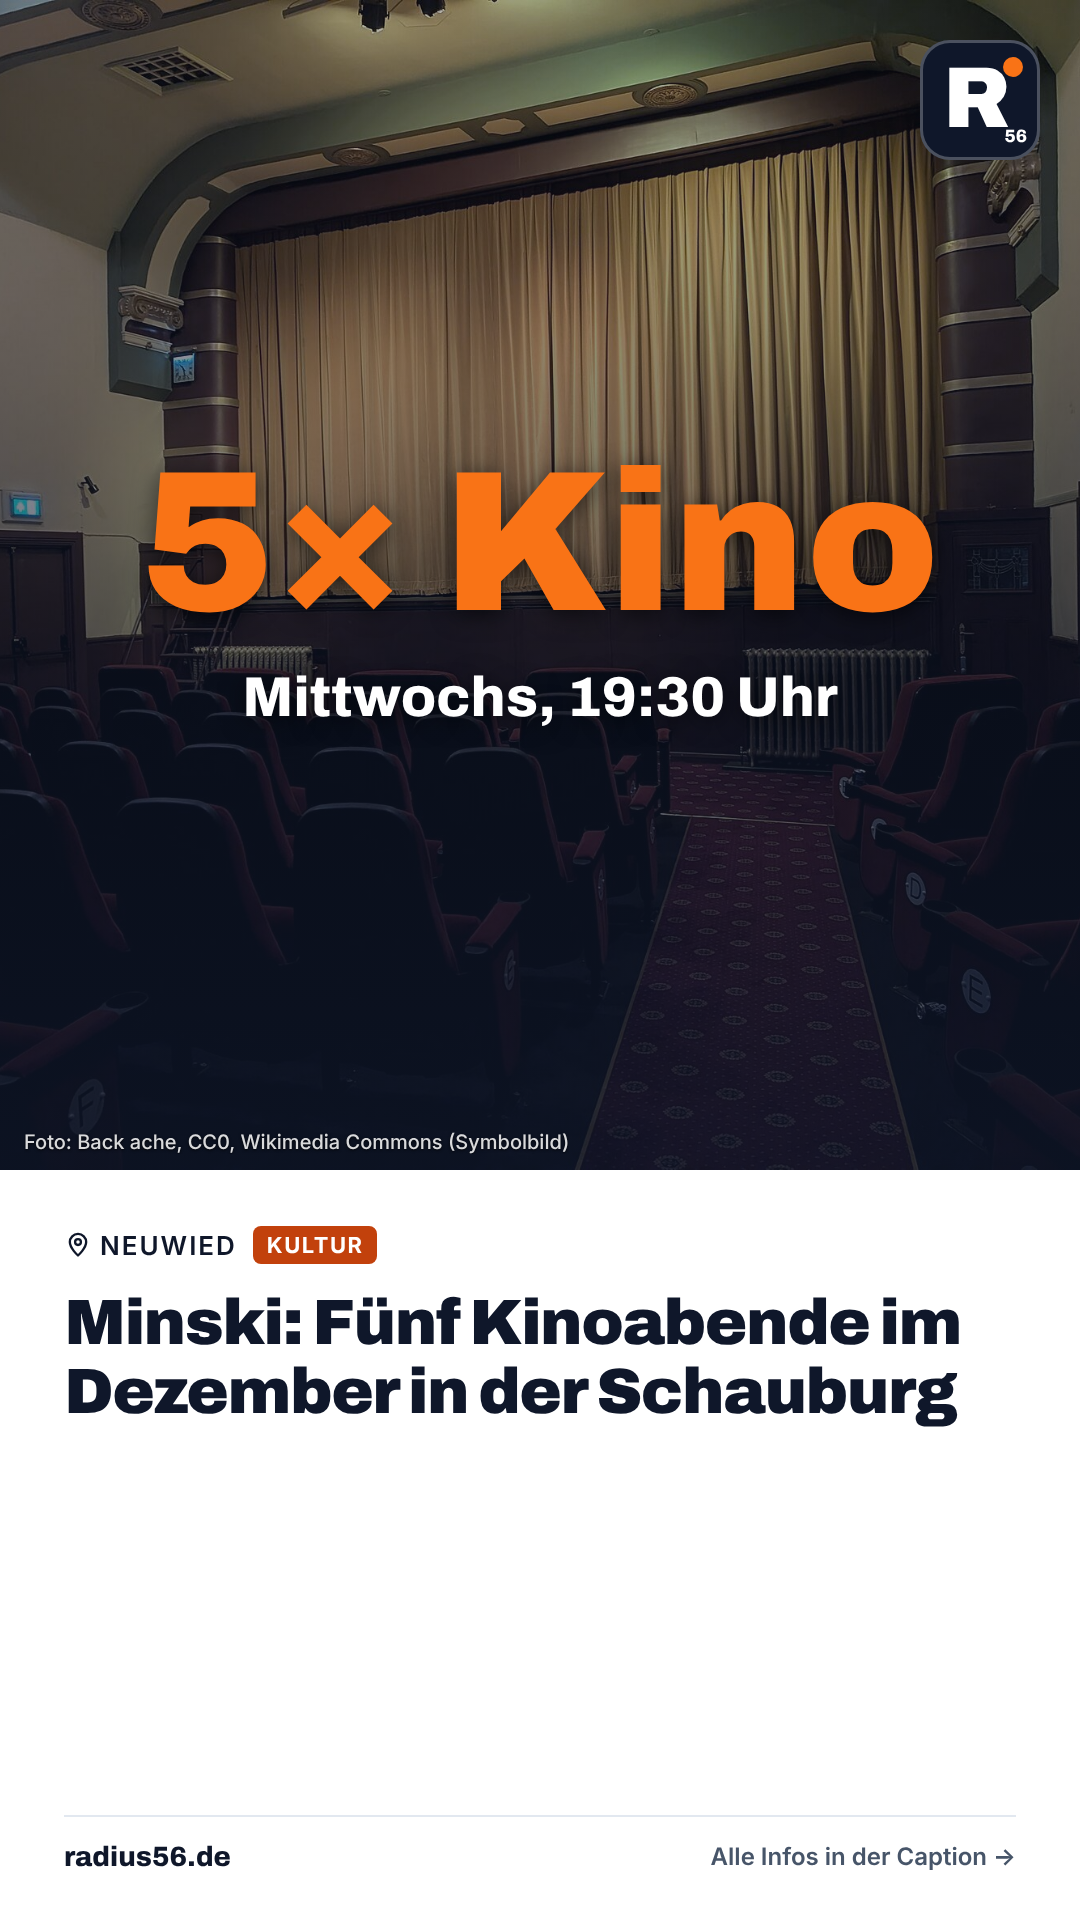 R
56
5× Kino
Mittwochs, 19:30 Uhr
D
E
F
Foto: Back ache, CC0, Wikimedia Commons (Symbolbild)
NEUWIED KULTUR
Minski: Fünf Kinoabende im
Dezember in der Schauburg
radius56.de
Alle Infos in der Caption →